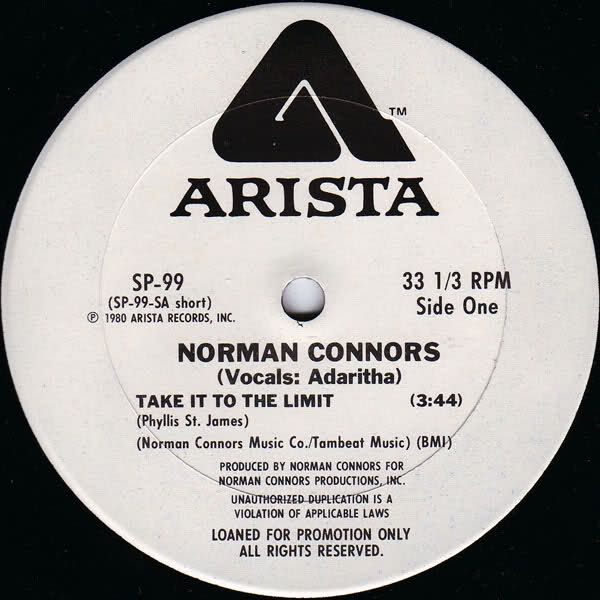 ™
ARISTA
SP-99
33 1/3 RPM
(SP-99-SA short)
Side One
℗ 1980 ARISTA RECORDS, INC.
NORMAN CONNORS
(Vocals: Adaritha)
TAKE IT TO THE LIMIT (3:44)
(Phyllis St. James)
(Norman Connors Music Co./Tambeat Music) (BMI)
PRODUCED BY NORMAN CONNORS FOR
NORMAN CONNORS PRODUCTIONS, INC.
UNAUTHORIZED DUPLICATION IS A
VIOLATION OF APPLICABLE LAWS
LOANED FOR PROMOTION ONLY
ALL RIGHTS RESERVED.